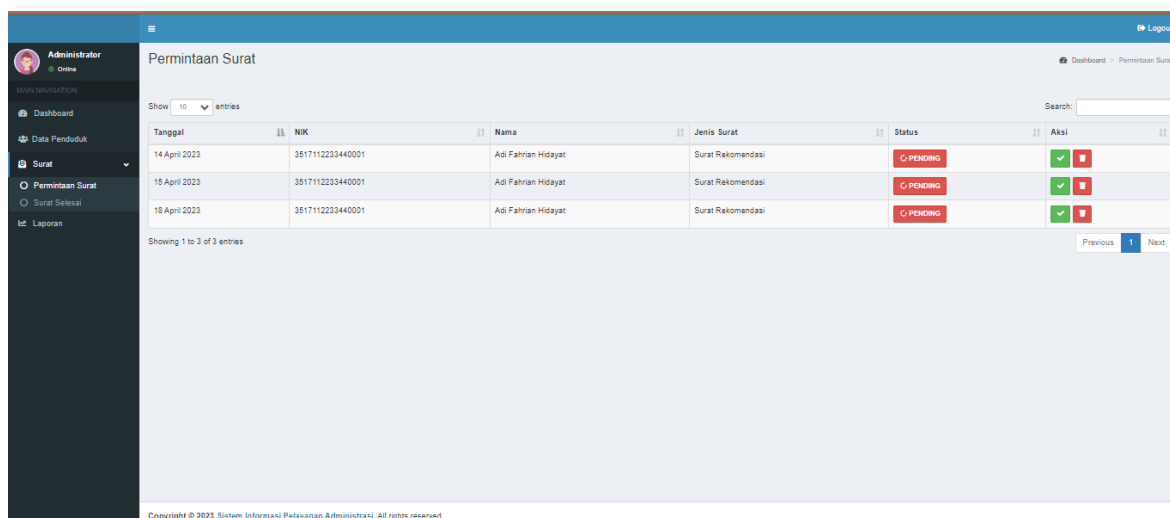 Logou
Administrator
Online
Permintaan Surat
Dashboard > Permintaan Sura
MAIN NAVIGATION
Dashboard
Data Penduduk
Surat
Permintaan Surat
Surat Selesai
Laporan
Show 10 entries
Search:
Tanggal NIK Nama Jenis Surat Status Aksi
14 April 2023 3517112233440001 Adi Fahrian Hidayat Surat Rekomendasi PENDING
15 April 2023 3517112233440001 Adi Fahrian Hidayat Surat Rekomendasi PENDING
18 April 2023 3517112233440001 Adi Fahrian Hidayat Surat Rekomendasi PENDING
Showing 1 to 3 of 3 entries
Previous 1 Next
Copyright © 2023 Sistem Informasi Pelayanan Administrasi. All rights reserved.